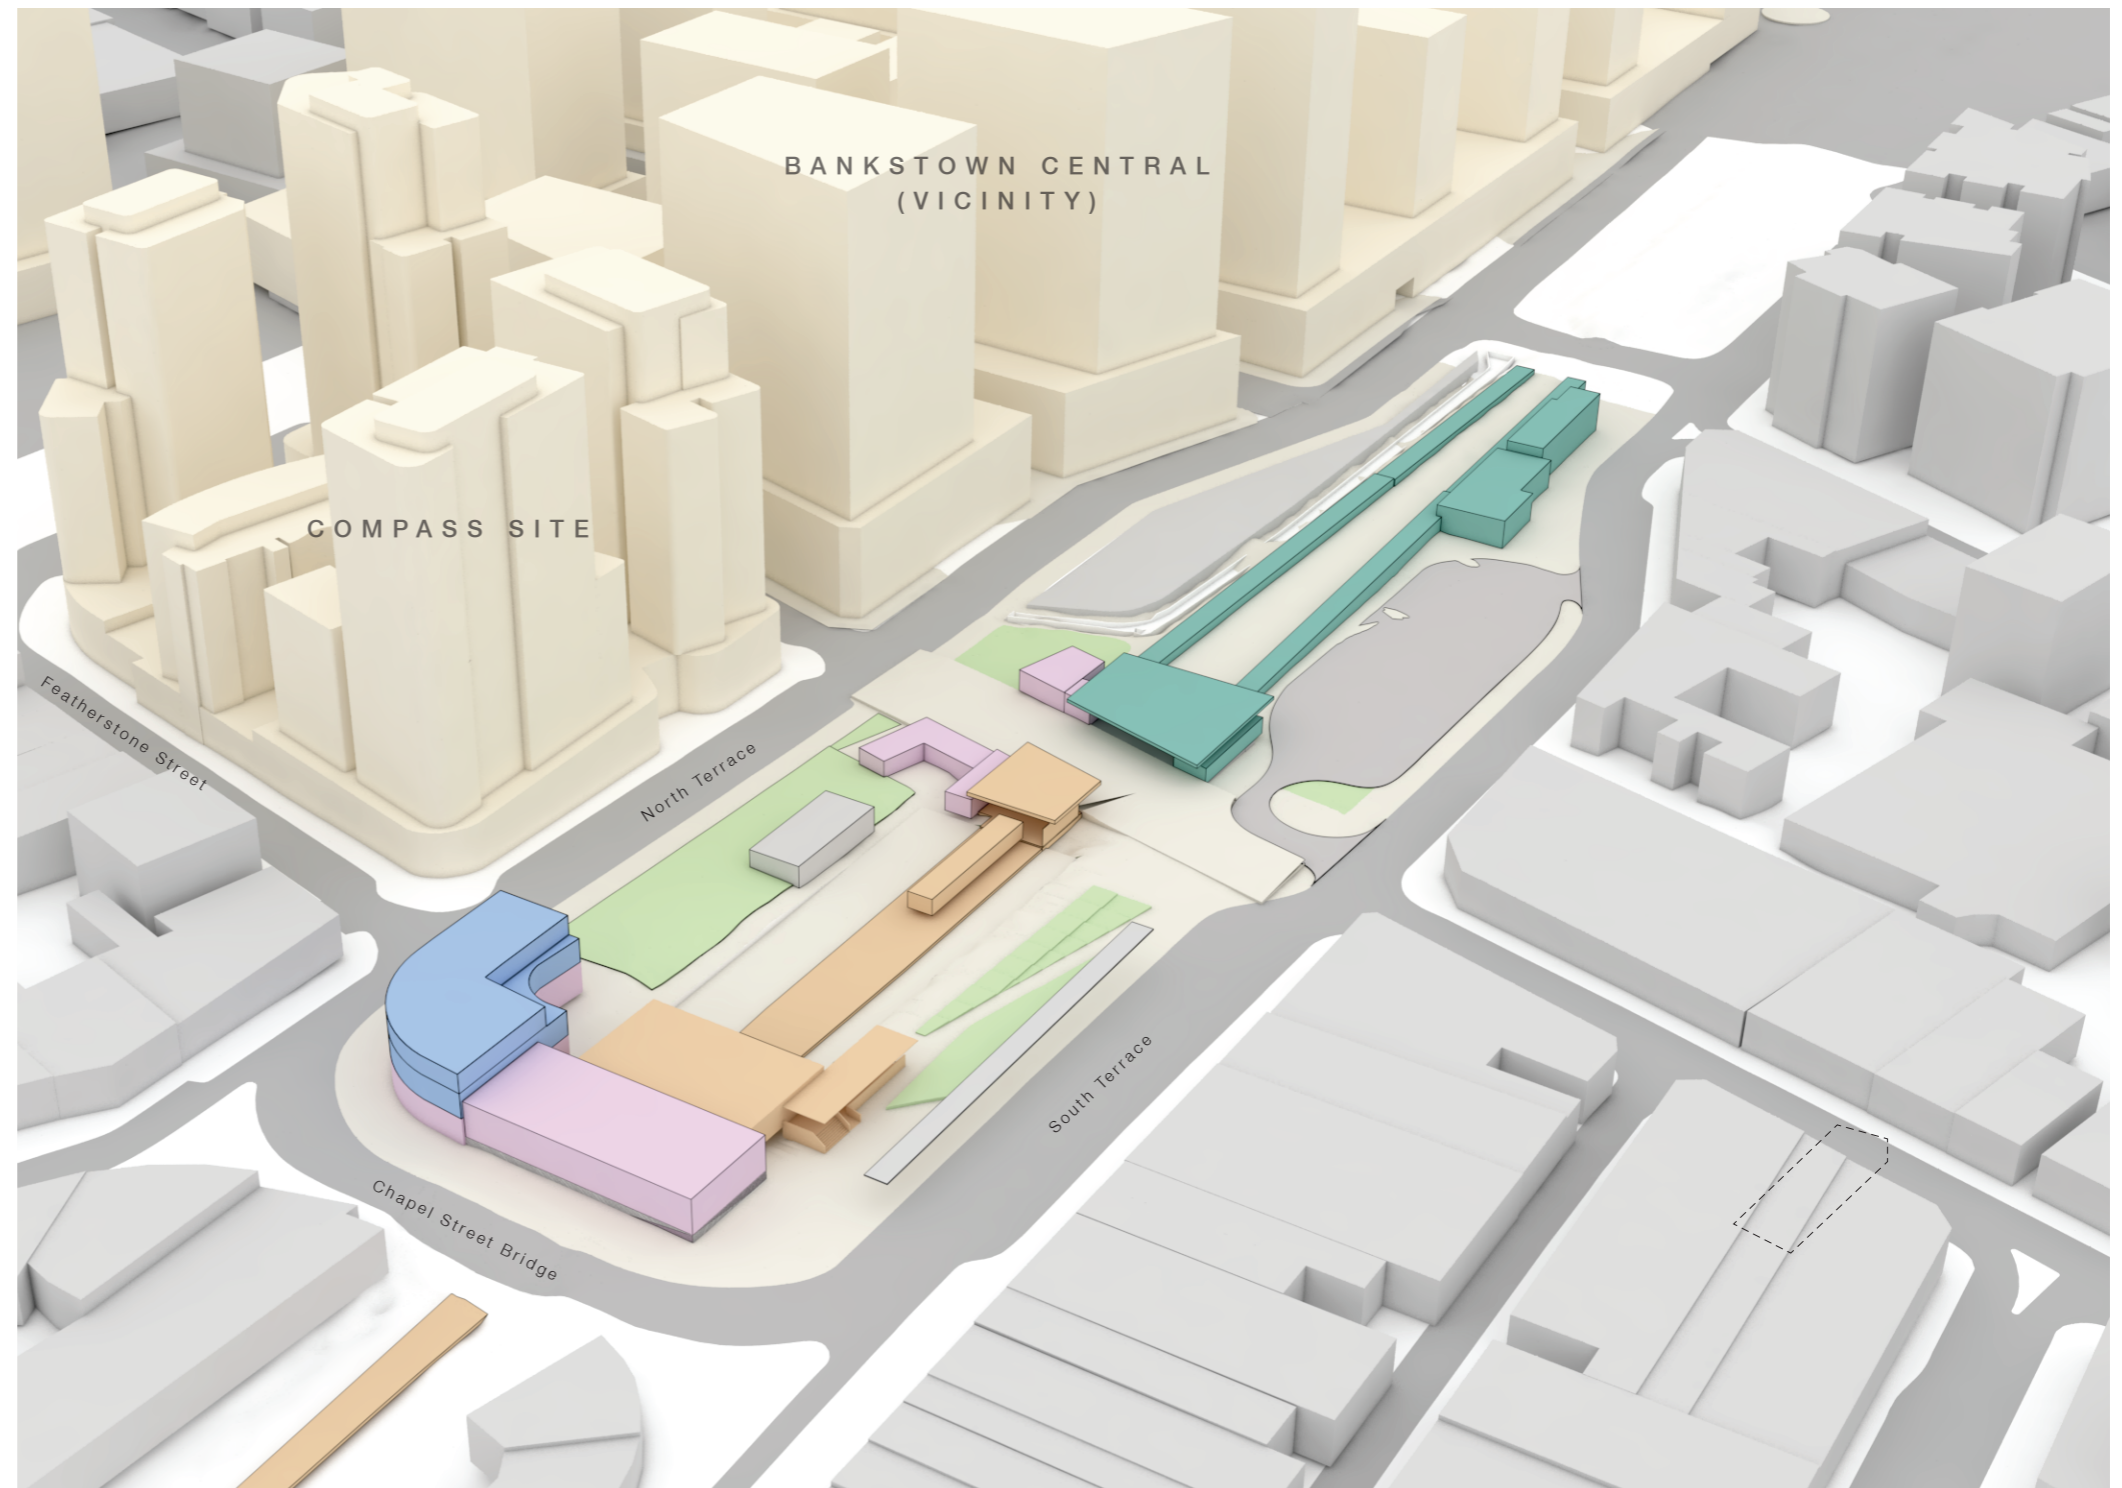 BANKSTOWN CENTRAL
(VICINITY)
COMPASS SITE
Featherstone Street
North Terrace
South Terrace
Chapel Street Bridge